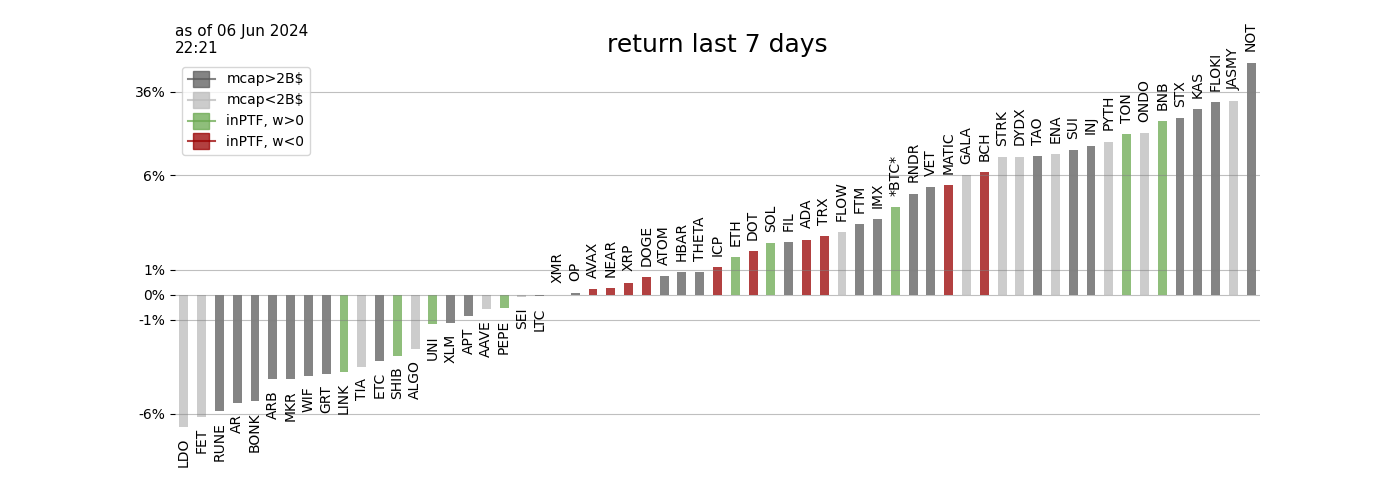 as of 06 Jun 2024
22:21
return last 7 days
mcap>2B$
mcap<2B$
inPTF, w>0
inPTF, w<0
36%
6%
1%
0%
-1%
-6%
LDO
FET
RUNE
AR
BONK
ARB
MKR
WIF
GRT
LINK
TIA
ETC
SHIB
ALGO
UNI
XLM
APT
AAVE
PEPE
SEI
LTC
XMR
OP
AVAX
NEAR
XRP
DOGE
ATOM
HBAR
THETA
ICP
ETH
DOT
SOL
FIL
ADA
TRX
FLOW
FTM
IMX
*BTC*
RNDR
VET
MATIC
GALA
BCH
STRK
DYDX
TAO
ENA
SUI
INJ
PYTH
TON
ONDO
BNB
STX
KAS
FLOKI
JASMY
NOT